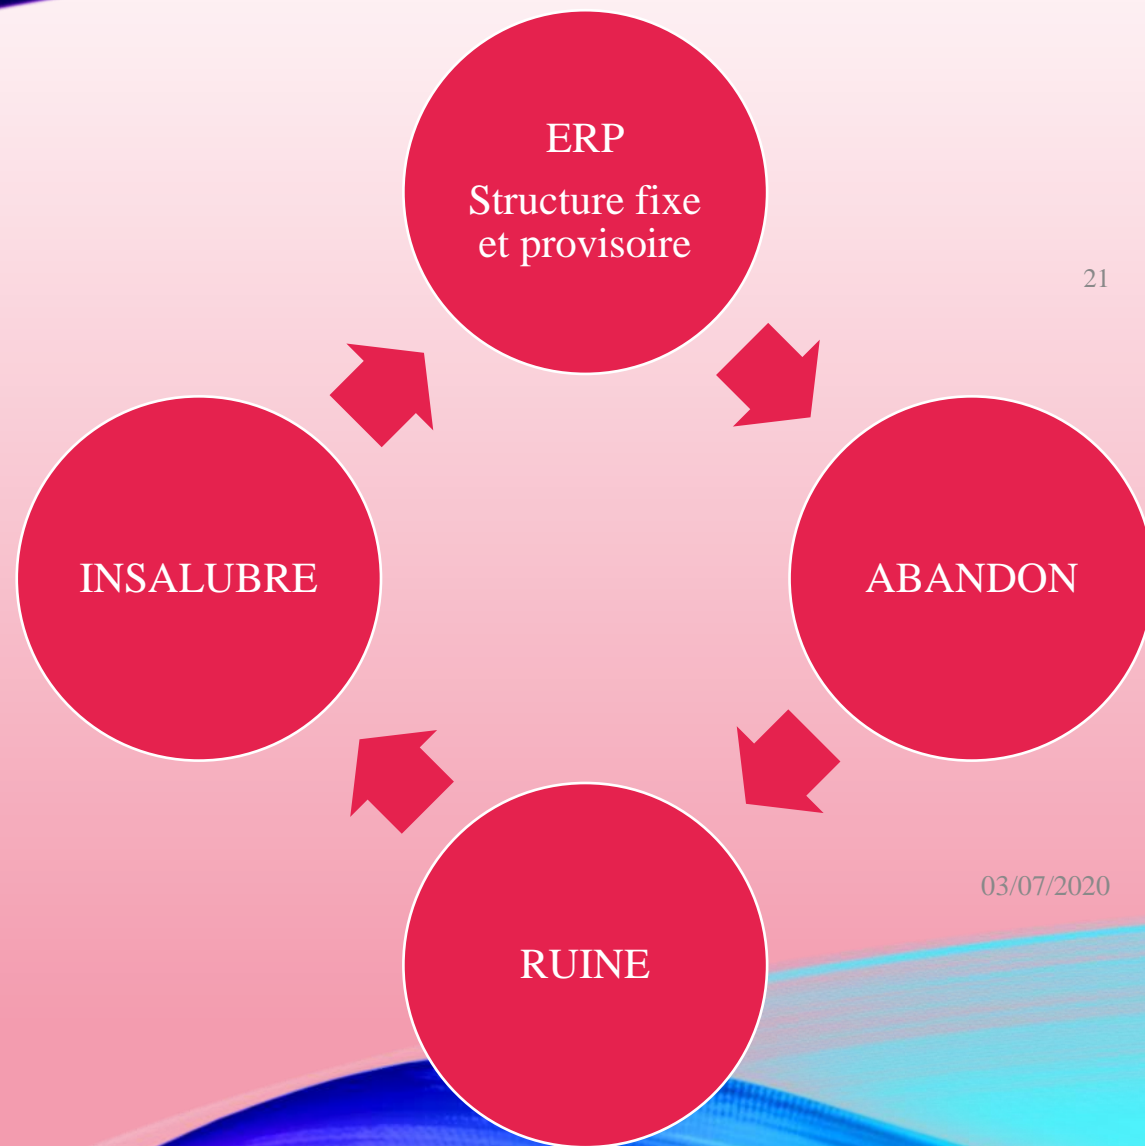 ERP
Structure fixe
et provisoire
21
INSALUBRE
ABANDON
03/07/2020
RUINE